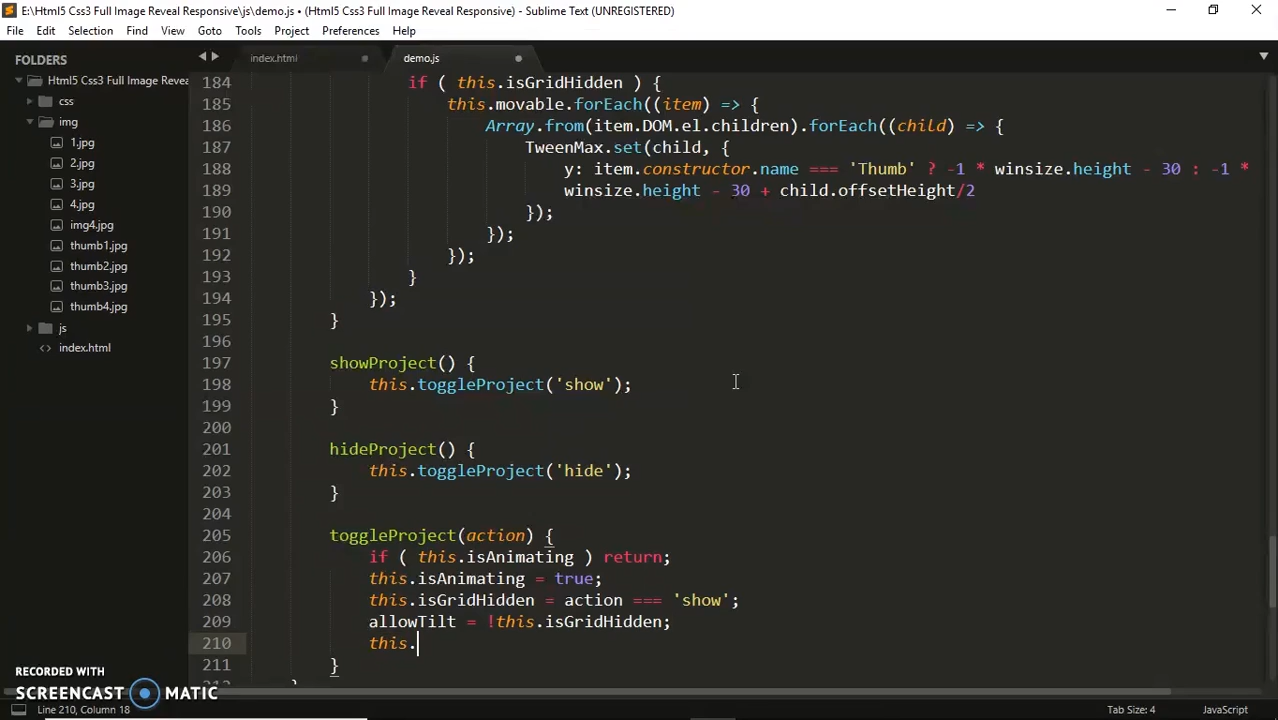 E:\Html5 Css3 Full Image Reveal Responsive\js\demo.js • (Html5 Css3 Full Image Reveal Responsive) - Sublime Text (UNREGISTERED)
File Edit Selection Find View Goto Tools Project Preferences Help
FOLDERS
Html5 Css3 Full Image Revea
css
img
1.jpg
2.jpg
3.jpg
4.jpg
img4.jpg
thumb1.jpg
thumb2.jpg
thumb3.jpg
thumb4.jpg
js
index.html
index.html demo.js
184 if ( this.isGridHidden ) {
185 this.movable.forEach((item) => {
186 Array.from(item.DOM.el.children).forEach((child) => {
187 TweenMax.set(child, {
188 y: item.constructor.name === 'Thumb' ? -1 * winsize.height - 30 : -1 *
189 winsize.height - 30 + child.offsetHeight/2
190 });
191 });
192 });
193 }
194 });
195 }
196
197 showProject() {
198 this.toggleProject('show');
199 }
200
201 hideProject() {
202 this.toggleProject('hide');
203 }
204
205 toggleProject(action) {
206 if ( this.isAnimating ) return;
207 this.isAnimating = true;
208 this.isGridHidden = action === 'show';
209 allowTilt = !this.isGridHidden;
210 this.
211 }
RECORDED WITH
SCREENCAST MATIC
Line 210, Column 18 Tab Size: 4 JavaScript